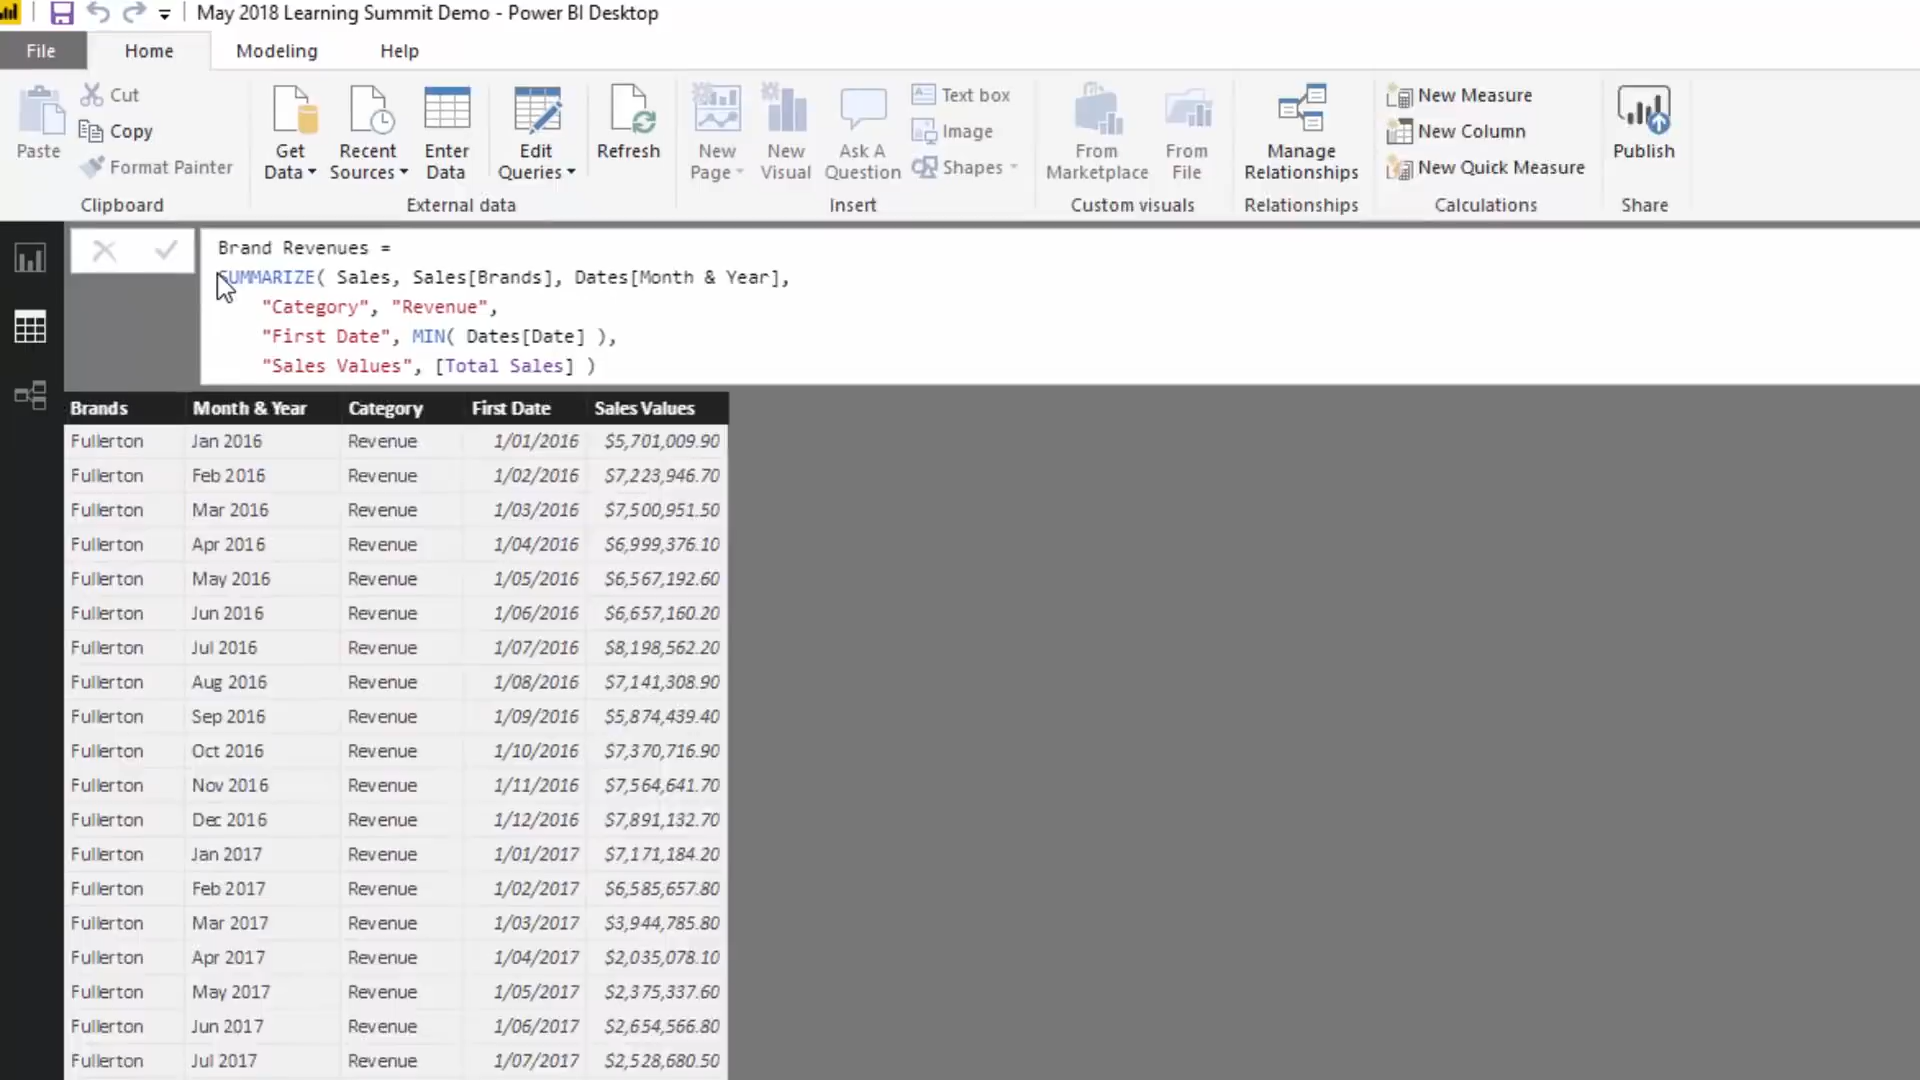 May 2018 Learning Summit Demo - Power BI Desktop
File Home Modeling Help
Paste
Cut
Copy
Format Painter
Clipboard
Get Data
Recent Sources
Enter Data
Edit Queries
Refresh
External data
New Page
New Visual
Ask A Question
Text box
Image
Shapes
Insert
From Marketplace
From File
Custom visuals
Manage Relationships
Relationships
New Measure
New Column
New Quick Measure
Calculations
Publish
Share
Brand Revenues =
SUMMARIZE( Sales, Sales[Brands], Dates[Month & Year],
"Category", "Revenue",
"First Date", MIN( Dates[Date] ),
"Sales Values", [Total Sales] )
Brands Month & Year Category First Date Sales Values
Fullerton Jan 2016 Revenue 1/01/2016 $5,701,009.90
Fullerton Feb 2016 Revenue 1/02/2016 $7,223,946.70
Fullerton Mar 2016 Revenue 1/03/2016 $7,500,951.50
Fullerton Apr 2016 Revenue 1/04/2016 $6,999,376.10
Fullerton May 2016 Revenue 1/05/2016 $6,567,192.60
Fullerton Jun 2016 Revenue 1/06/2016 $6,657,160.20
Fullerton Jul 2016 Revenue 1/07/2016 $8,198,562.20
Fullerton Aug 2016 Revenue 1/08/2016 $7,141,308.90
Fullerton Sep 2016 Revenue 1/09/2016 $5,874,439.40
Fullerton Oct 2016 Revenue 1/10/2016 $7,370,716.90
Fullerton Nov 2016 Revenue 1/11/2016 $7,564,641.70
Fullerton Dec 2016 Revenue 1/12/2016 $7,891,132.70
Fullerton Jan 2017 Revenue 1/01/2017 $7,171,184.20
Fullerton Feb 2017 Revenue 1/02/2017 $6,585,657.80
Fullerton Mar 2017 Revenue 1/03/2017 $3,944,785.80
Fullerton Apr 2017 Revenue 1/04/2017 $2,035,078.10
Fullerton May 2017 Revenue 1/05/2017 $2,375,337.60
Fullerton Jun 2017 Revenue 1/06/2017 $2,654,566.80
Fullerton Jul 2017 Revenue 1/07/2017 $2,528,680.50